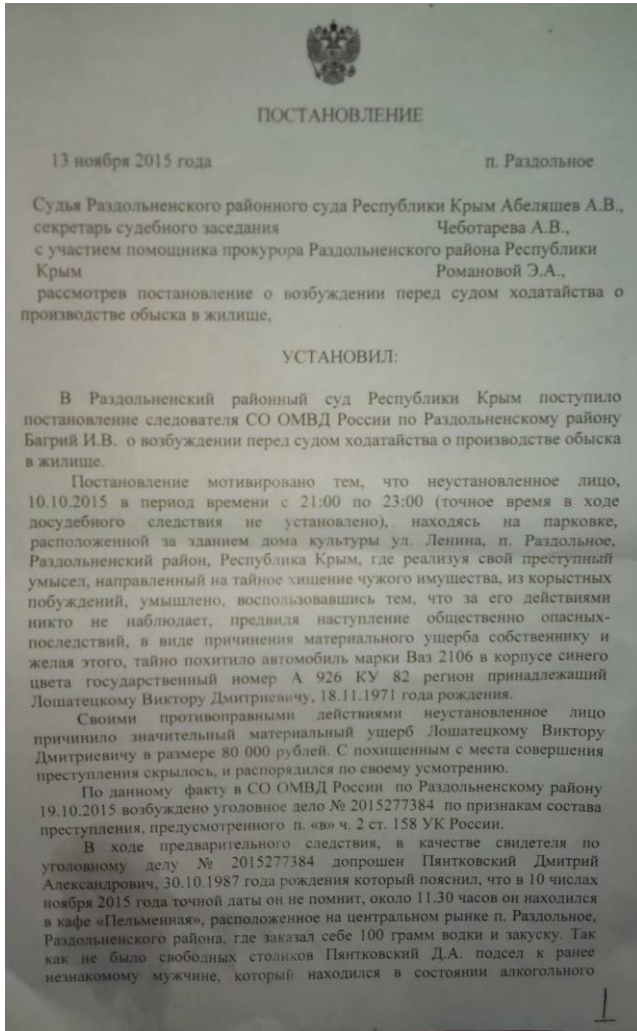 ПОСТАНОВЛЕНИЕ
13 ноября 2015 года п. Раздольное
Судья Раздольненского районного суда Республики Крым Абеляшев А.В.,
секретарь судебного заседания Чеботарева А.В.,
с участием помощника прокурора Раздольненского района Республики
Крым Романовой Э.А.,
рассмотрев постановление о возбуждении перед судом ходатайства о
производстве обыска в жилище,
УСТАНОВИЛ:
В Раздольненский районный суд Республики Крым поступило
постановление следователя СО ОМВД России по Раздольненскому району
Багрий И.В. о возбуждении перед судом ходатайства о производстве обыска
в жилище.
Постановление мотивировано тем, что неустановленное лицо,
10.10.2015 в период времени с 21:00 по 23:00 (точное время в ходе
досудебного следствия не установлено), находясь на парковке,
расположенной за зданием дома культуры ул. Ленина, п. Раздольное,
Раздольненский район, Республика Крым, где реализуя свой преступный
умысел, направленный на тайное хищение чужого имущества, из корыстных
побуждений, умышлено, воспользовавшись тем, что за его действиями
никто не наблюдает, предвидя наступление общественно опасных-
последствий, в виде причинения материального ущерба собственнику и
желая этого, тайно похитило автомобиль марки Ваз 2106 в корпусе синего
цвета государственный номер А 926 КУ 82 регион принадлежащий
Лошатецкому Виктору Дмитриевичу, 18.11.1971 года рождения.
Своими противоправными действиями неустановленное лицо
причинило значительный материальный ущерб Лошатецкому Виктору
Дмитриевичу в размере 80 000 рублей. С похищенным с места совершения
преступления скрылось, и распорядился по своему усмотрению.
По данному факту в СО ОМВД России по Раздольненскому району
19.10.2015 возбуждено уголовное дело № 2015277384 по признакам состава
преступления, предусмотренного п. «в» ч. 2 ст. 158 УК России.
В ходе предварительного следствия, в качестве свидетеля по
уголовному делу № 2015277384 допрошен Пянтковский Дмитрий
Александрович, 30.10.1987 года рождения который пояснил, что в 10 числах
ноября 2015 года точной даты он не помнит, около 11.30 часов он находился
в кафе «Пельменная», расположенное на центральном рынке п. Раздольное,
Раздольненского района, где заказал себе 100 грамм водки и закуску. Так
как не было свободных столиков Пянтковский Д.А. подсел к ранее
незнакомому мужчине, который находился в состоянии алкогольного
1